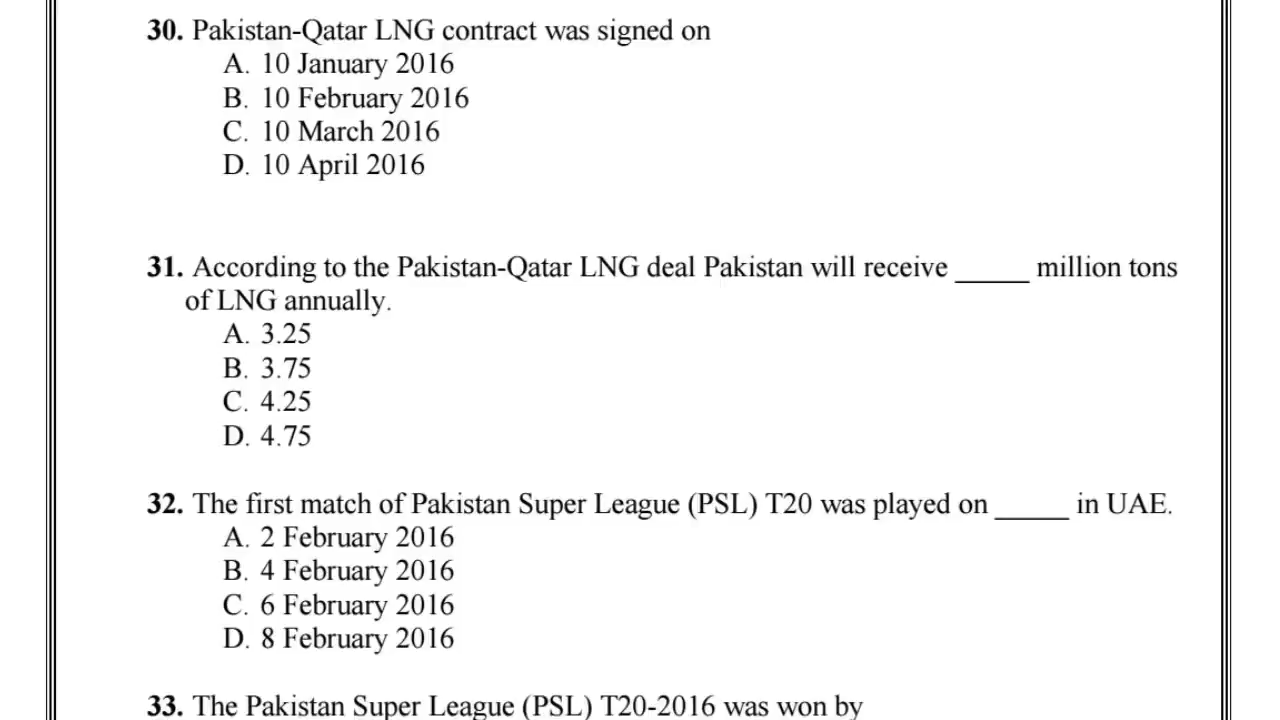 30. Pakistan-Qatar LNG contract was signed on
A. 10 January 2016
B. 10 February 2016
C. 10 March 2016
D. 10 April 2016
31. According to the Pakistan-Qatar LNG deal Pakistan will receive _____ million tons
of LNG annually.
A. 3.25
B. 3.75
C. 4.25
D. 4.75
32. The first match of Pakistan Super League (PSL) T20 was played on _____ in UAE.
A. 2 February 2016
B. 4 February 2016
C. 6 February 2016
D. 8 February 2016
33. The Pakistan Super League (PSL) T20-2016 was won by